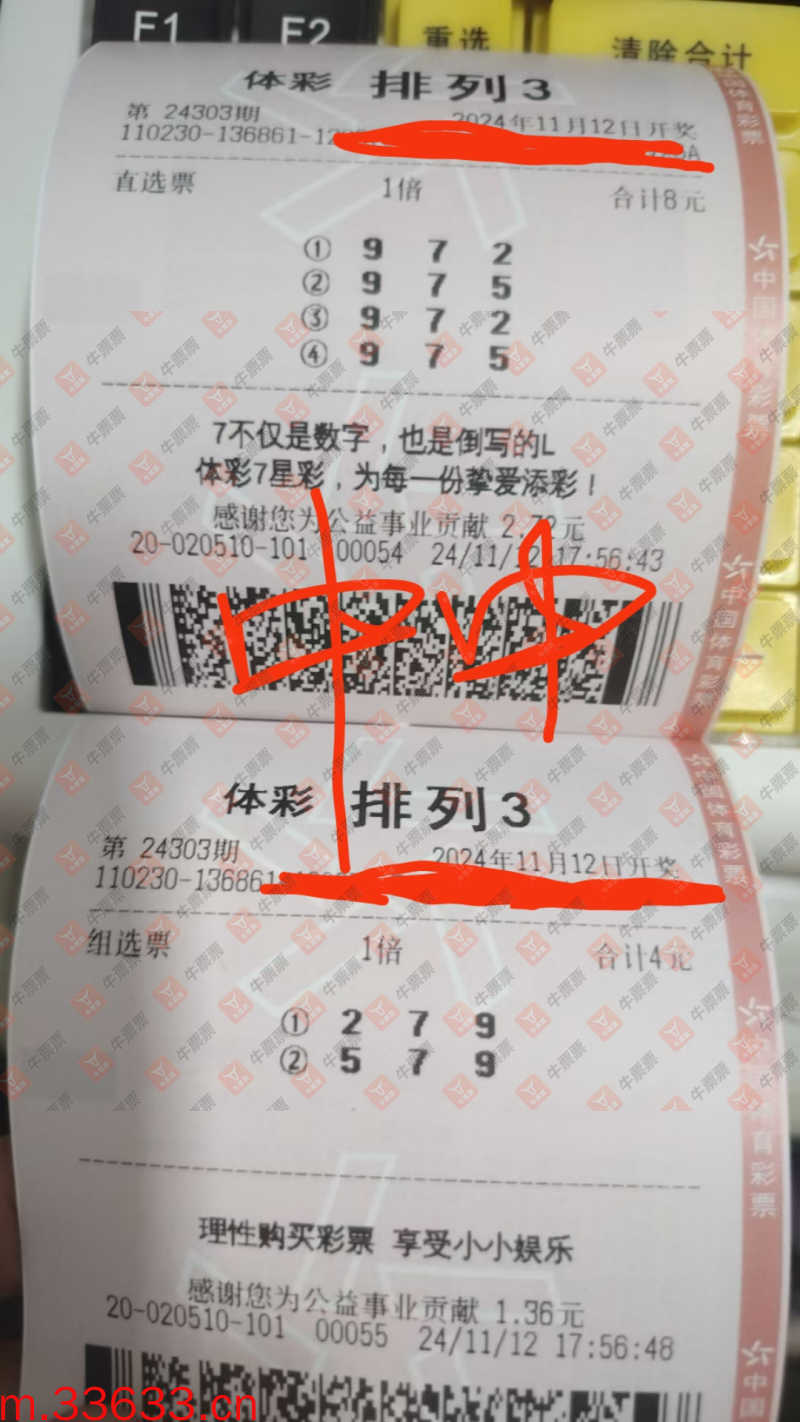 F1
F2
重选
清除合计
体彩 排列3
第 24303期
2024年11月12日开奖
110230-136861-12
直选票 1倍 合计8元
① 9 7 2
② 9 7 5
③ 9 7 2
④ 9 7 5
7不仅是数字，也是倒写的L
体彩7星彩，为每一份挚爱添彩！
感谢您为公益事业贡献 2.72元
20-020510-101 00054 24/11/12 17:56:43
中中
体彩 排列3
第 24303期
2024年11月12日开奖
110230-136861
组选票 1倍 合计4元
① 2 7 9
② 5 7 9
理性购买彩票 享受小小娱乐
感谢您为公益事业贡献 1.36元
20-020510-101 00055 24/11/12 17:56:48
中国体育彩票
牛票票
m.33633.cn